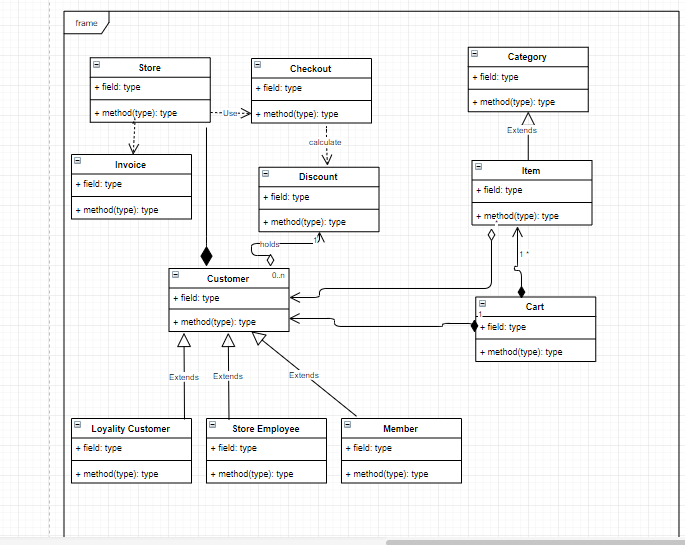 frame
Store
+ field: type
+ method(type): type
Use
Checkout
+ field: type
+ method(type): type
Category
+ field: type
+ method(type): type
calculate
Extends
Invoice
+ field: type
+ method(type): type
Discount
+ field: type
+ method(type): type
Item
+ field: type
+ method(type): type
holds
1
1 *
Customer
0..n
+ field: type
+ method(type): type
Cart
1
+ field: type
+ method(type): type
Extends
Extends
Extends
Loyality Customer
+ field: type
+ method(type): type
Store Employee
+ field: type
+ method(type): type
Member
+ field: type
+ method(type): type